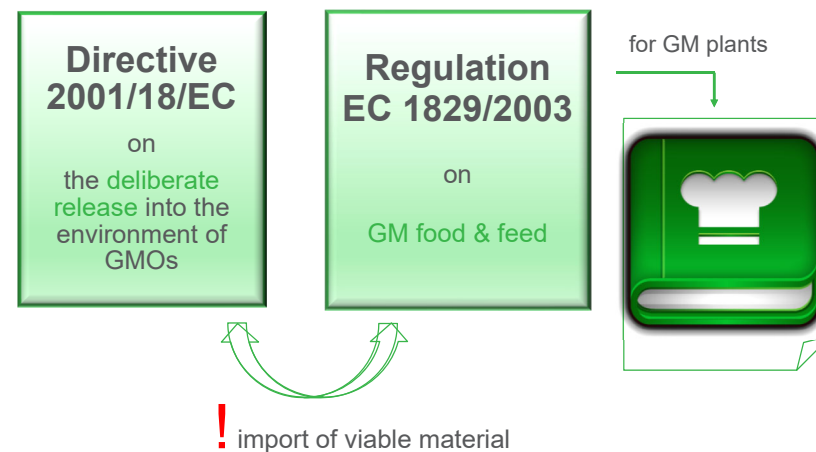 Directive
2001/18/EC
on
the deliberate
release into the
environment of
GMOs
Regulation
EC 1829/2003
on
GM food & feed
for GM plants
! import of viable material